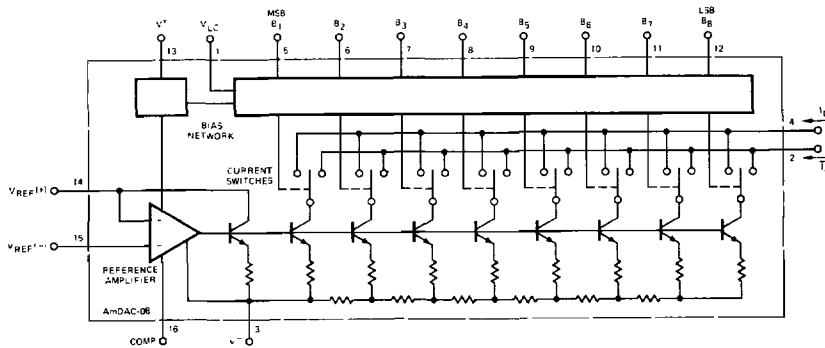 MSB LSB
V+ VLC B1 B2 B3 B4 B5 B6 B7 B8
13 1 5 6 7 8 9 10 11 12
BIAS
NETWORK
4
2
CURRENT
SWITCHES
VREF(+) 14
VREF(−) 15
REFERENCE
AMPLIFIER
AmDAC-08
16 3
COMP V−